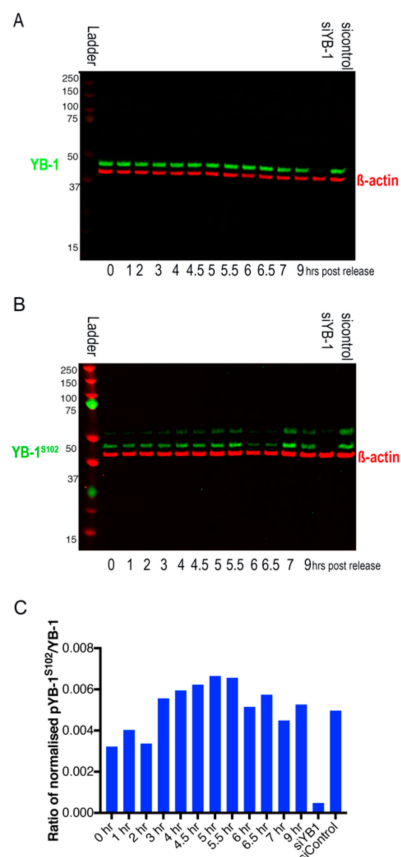 A
Ladder
siYB-1
sicontrol
250
150
100
75
50
37
15
YB-1
ß-actin
0 1 2 3 4 4.5 5 5.5 6 6.5 7 9 hrs post release
B
Ladder
siYB-1
sicontrol
250
150
100
75
50
37
15
YB-1S102
ß-actin
0 1 2 3 4 4.5 5 5.5 6 6.5 7 9hrs post release
C
Ratio of normalised pYB-1S102/YB-1
0.008
0.006
0.004
0.002
0.000
0 hr
1 hr
2 hr
3 hr
4 hr
4.5 hr
5 hr
5.5 hr
6 hr
6.5 hr
7 hr
9 hr
siYB1
siControl